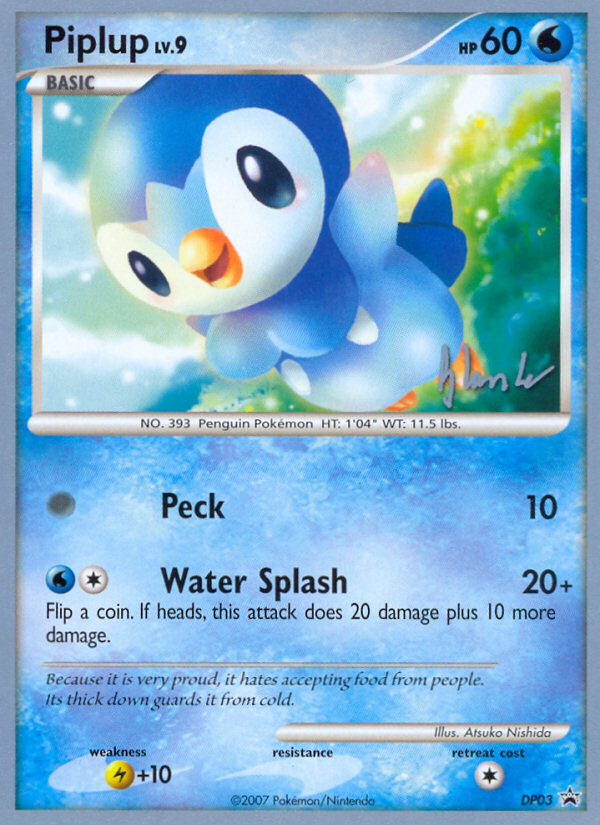 Piplup LV.9 HP 60
BASIC
NO. 393 Penguin Pokémon HT: 1'04" WT: 11.5 lbs.
Peck 10
Water Splash 20+
Flip a coin. If heads, this attack does 20 damage plus 10 more
damage.
Because it is very proud, it hates accepting food from people.
Its thick down guards it from cold.
Illus. Atsuko Nishida
weakness resistance retreat cost
+10
©2007 Pokémon/Nintendo DP03